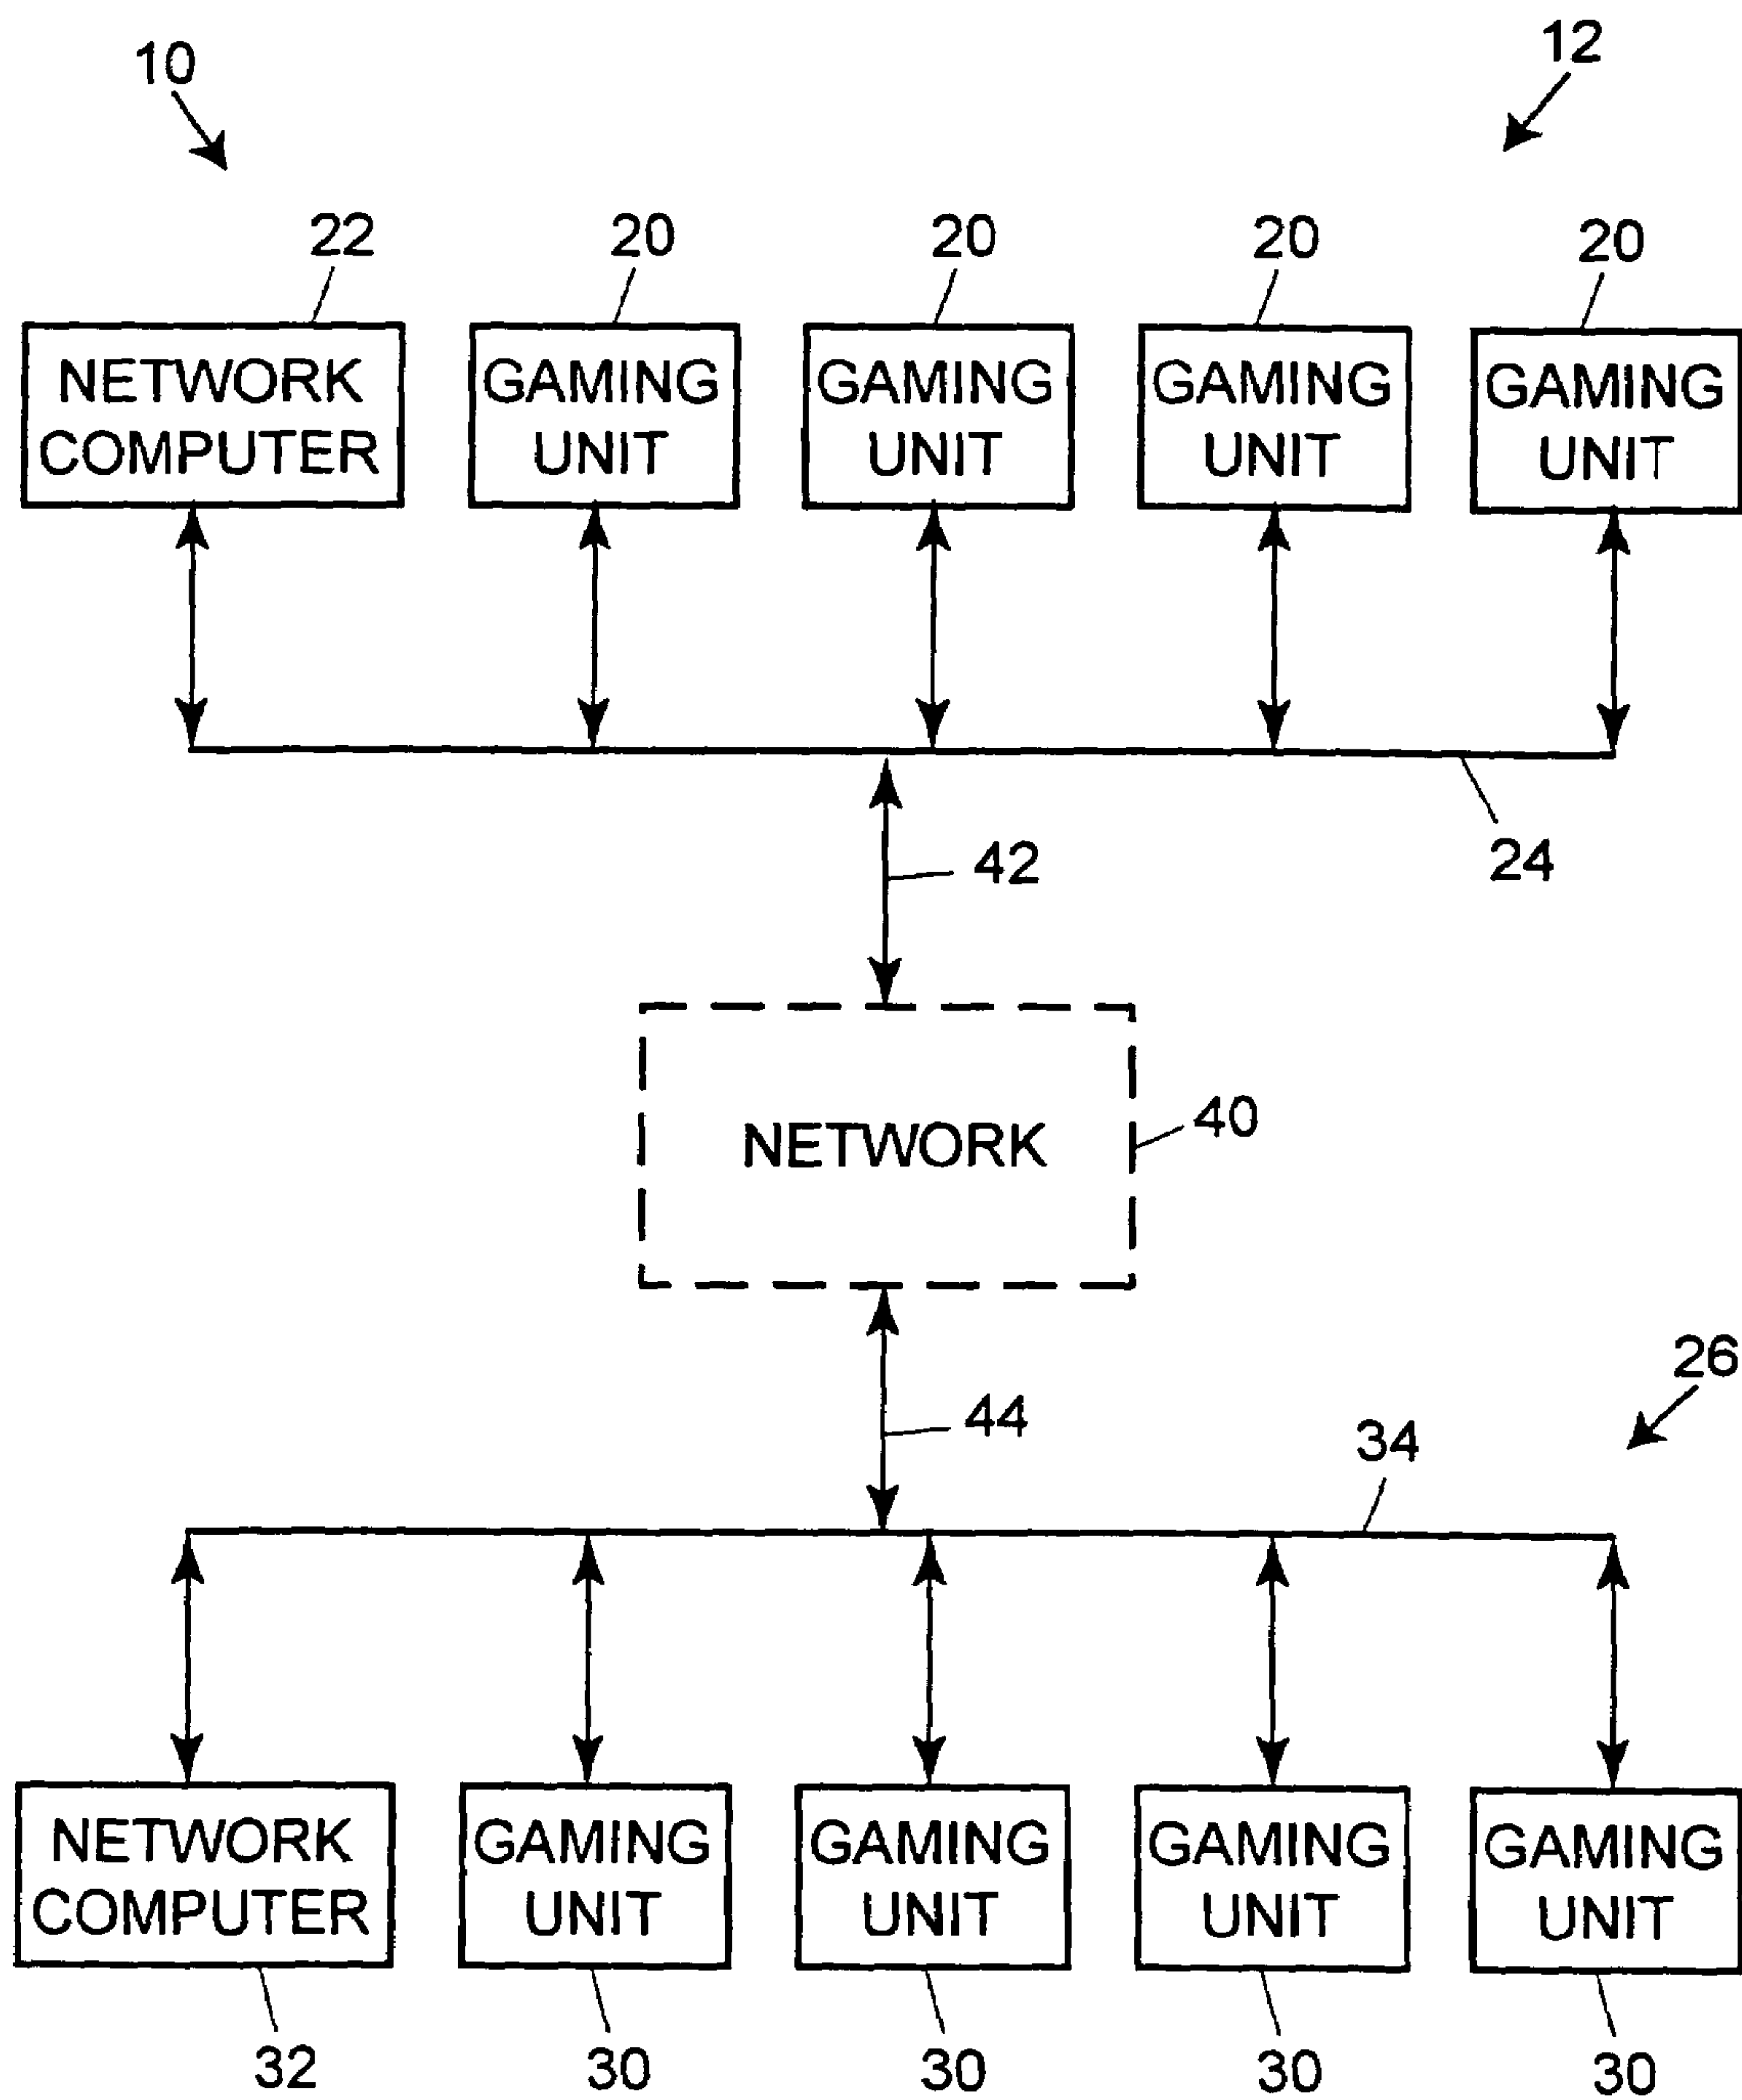 10
12
22
20
20
20
20
NETWORK
COMPUTER
GAMING
UNIT
GAMING
UNIT
GAMING
UNIT
GAMING
UNIT
24
42
NETWORK
40
26
44
34
NETWORK
COMPUTER
GAMING
UNIT
GAMING
UNIT
GAMING
UNIT
GAMING
UNIT
32
30
30
30
30